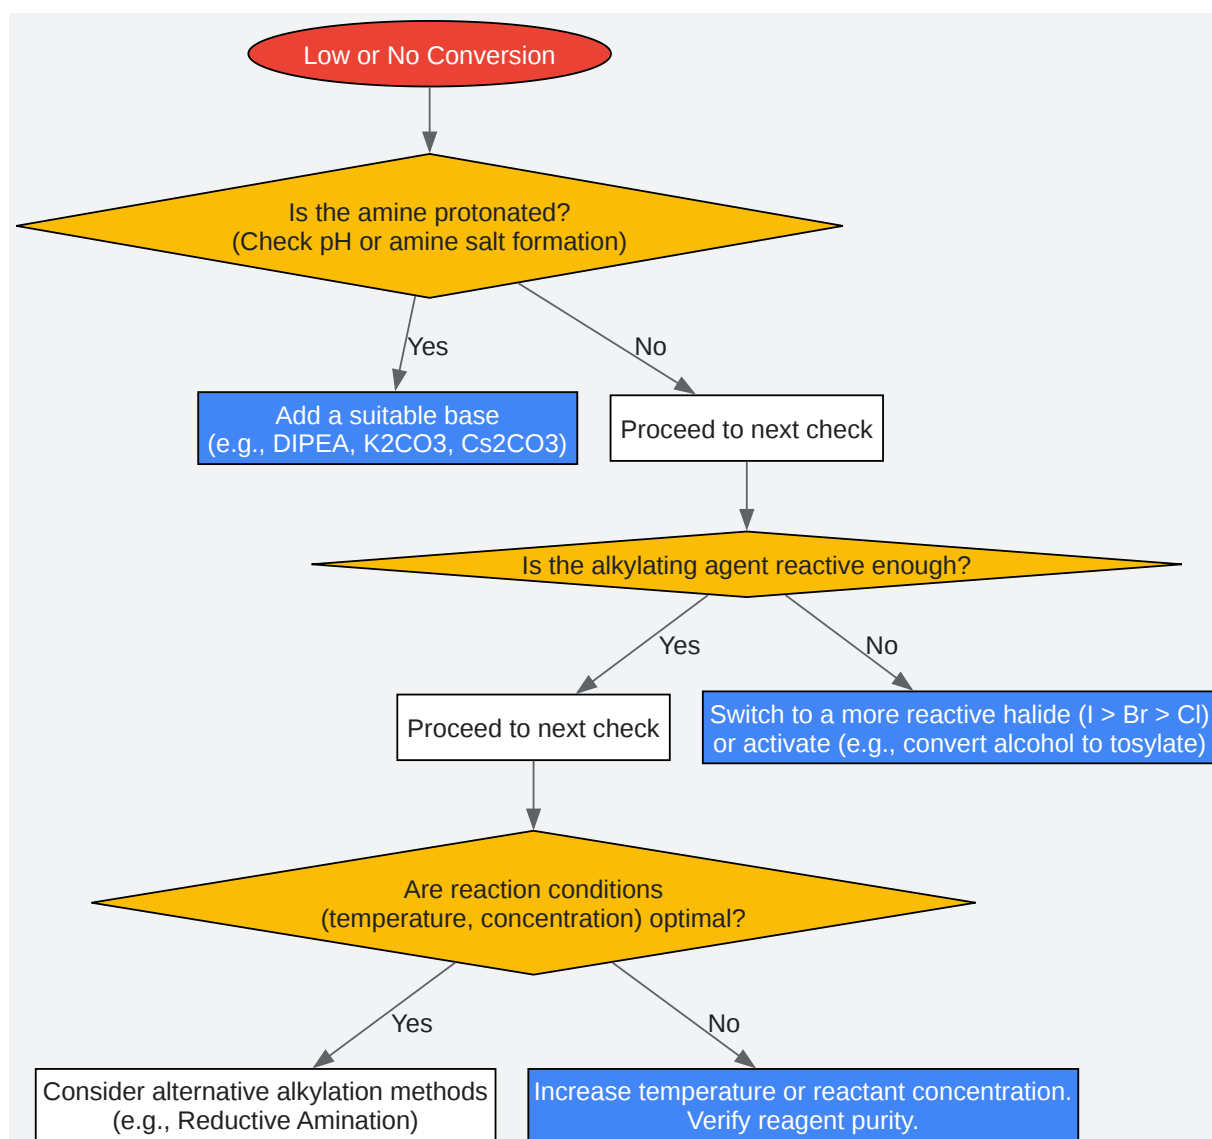 Low or No Conversion
Is the amine protonated?
(Check pH or amine salt formation)
Yes
No
Add a suitable base
(e.g., DIPEA, K2CO3, Cs2CO3)
Proceed to next check
Is the alkylating agent reactive enough?
Yes
No
Proceed to next check
Switch to a more reactive halide (I > Br > Cl)
or activate (e.g., convert alcohol to tosylate)
Are reaction conditions
(temperature, concentration) optimal?
Yes
No
Consider alternative alkylation methods
(e.g., Reductive Amination)
Increase temperature or reactant concentration.
Verify reagent purity.